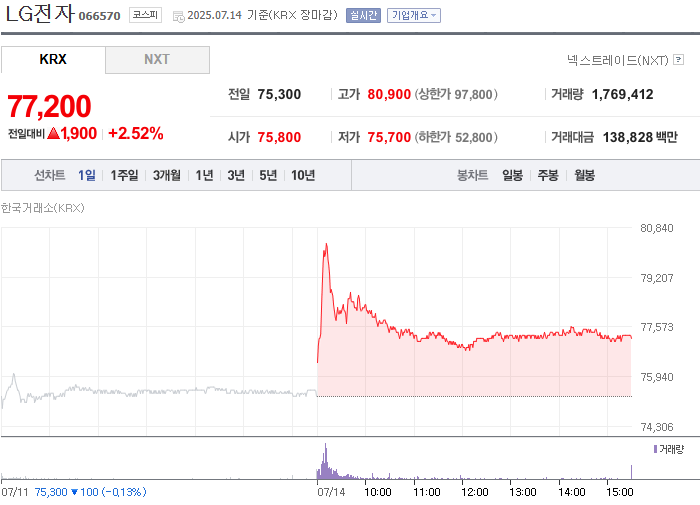 LG전자 066570 코스피 2025.07.14 기준(KRX 장마감) 실시간 기업개요
KRX NXT 넥스트레이드(NXT) ?
77,200
전일대비 ▲1,900 +2.52%
전일 75,300 고가 80,900 (상한가 97,800) 거래량 1,769,412
시가 75,800 저가 75,700 (하한가 52,800) 거래대금 138,828 백만
선차트 1일 1주일 3개월 1년 3년 5년 10년 봉차트 일봉 주봉 월봉
한국거래소(KRX)
80,840
79,207
77,573
75,940
74,306
거래량
07/11 75,300 ▼ 100 (-0.13%) 07/14 10:00 11:00 12:00 13:00 14:00 15:00